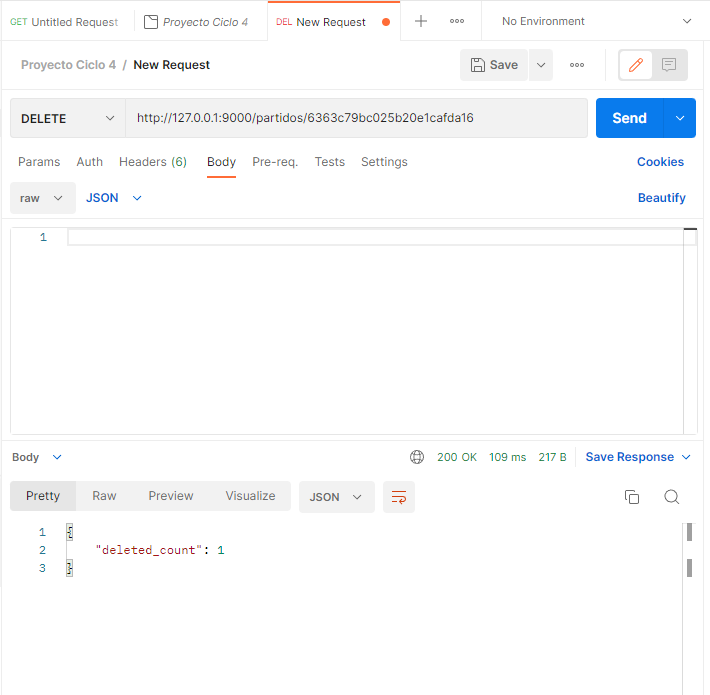 GET Untitled Request Proyecto Ciclo 4 DEL New Request No Environment
Proyecto Ciclo 4 / New Request Save
DELETE http://127.0.0.1:9000/partidos/6363c79bc025b20e1cafda16 Send
Params Auth Headers (6) Body Pre-req. Tests Settings Cookies
raw JSON Beautify
1
Body 200 OK 109 ms 217 B Save Response
Pretty Raw Preview Visualize JSON
1 {
2 "deleted_count": 1
3 }